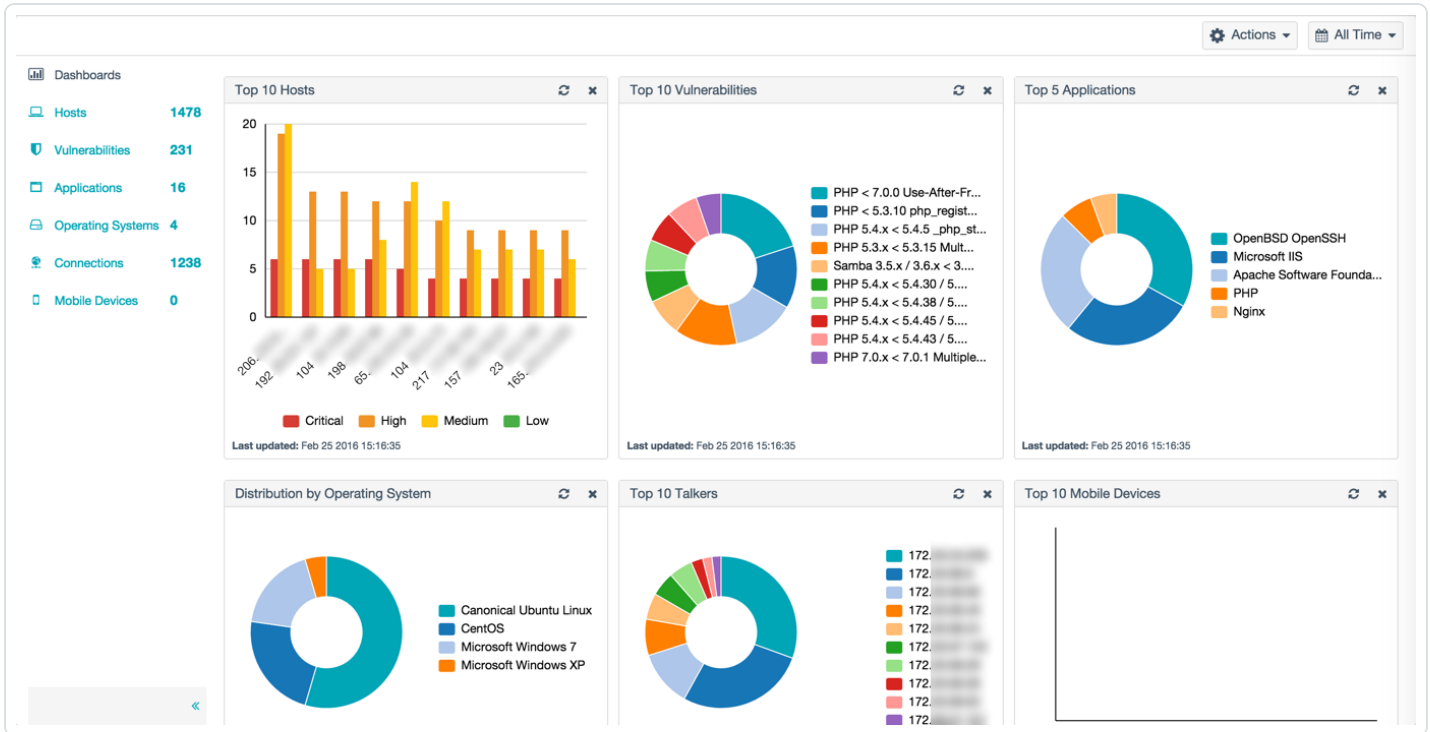 Actions
All Time
Dashboards
Hosts 1478
Vulnerabilities 231
Applications 16
Operating Systems 4
Connections 1238
Mobile Devices 0
Top 10 Hosts
20
15
10
5
0
206.
192
104
198
65.
104
217
157
23
165.
Critical High Medium Low
Last updated: Feb 25 2016 15:16:35
Top 10 Vulnerabilities
PHP < 7.0.0 Use-After-Fr...
PHP < 5.3.10 php_regist...
PHP 5.4.x < 5.4.5 _php_st...
PHP 5.3.x < 5.3.15 Mult...
Samba 3.5.x / 3.6.x < 3....
PHP 5.4.x < 5.4.30 / 5....
PHP 5.4.x < 5.4.38 / 5....
PHP 5.4.x < 5.4.45 / 5....
PHP 5.4.x < 5.4.43 / 5....
PHP 7.0.x < 7.0.1 Multiple...
Last updated: Feb 25 2016 15:16:35
Top 5 Applications
OpenBSD OpenSSH
Microsoft IIS
Apache Software Founda...
PHP
Nginx
Last updated: Feb 25 2016 15:16:35
Distribution by Operating System
Canonical Ubuntu Linux
CentOS
Microsoft Windows 7
Microsoft Windows XP
Top 10 Talkers
172.
172.
172.
172.
172.
172.
172.
172.
172.
172.
Top 10 Mobile Devices